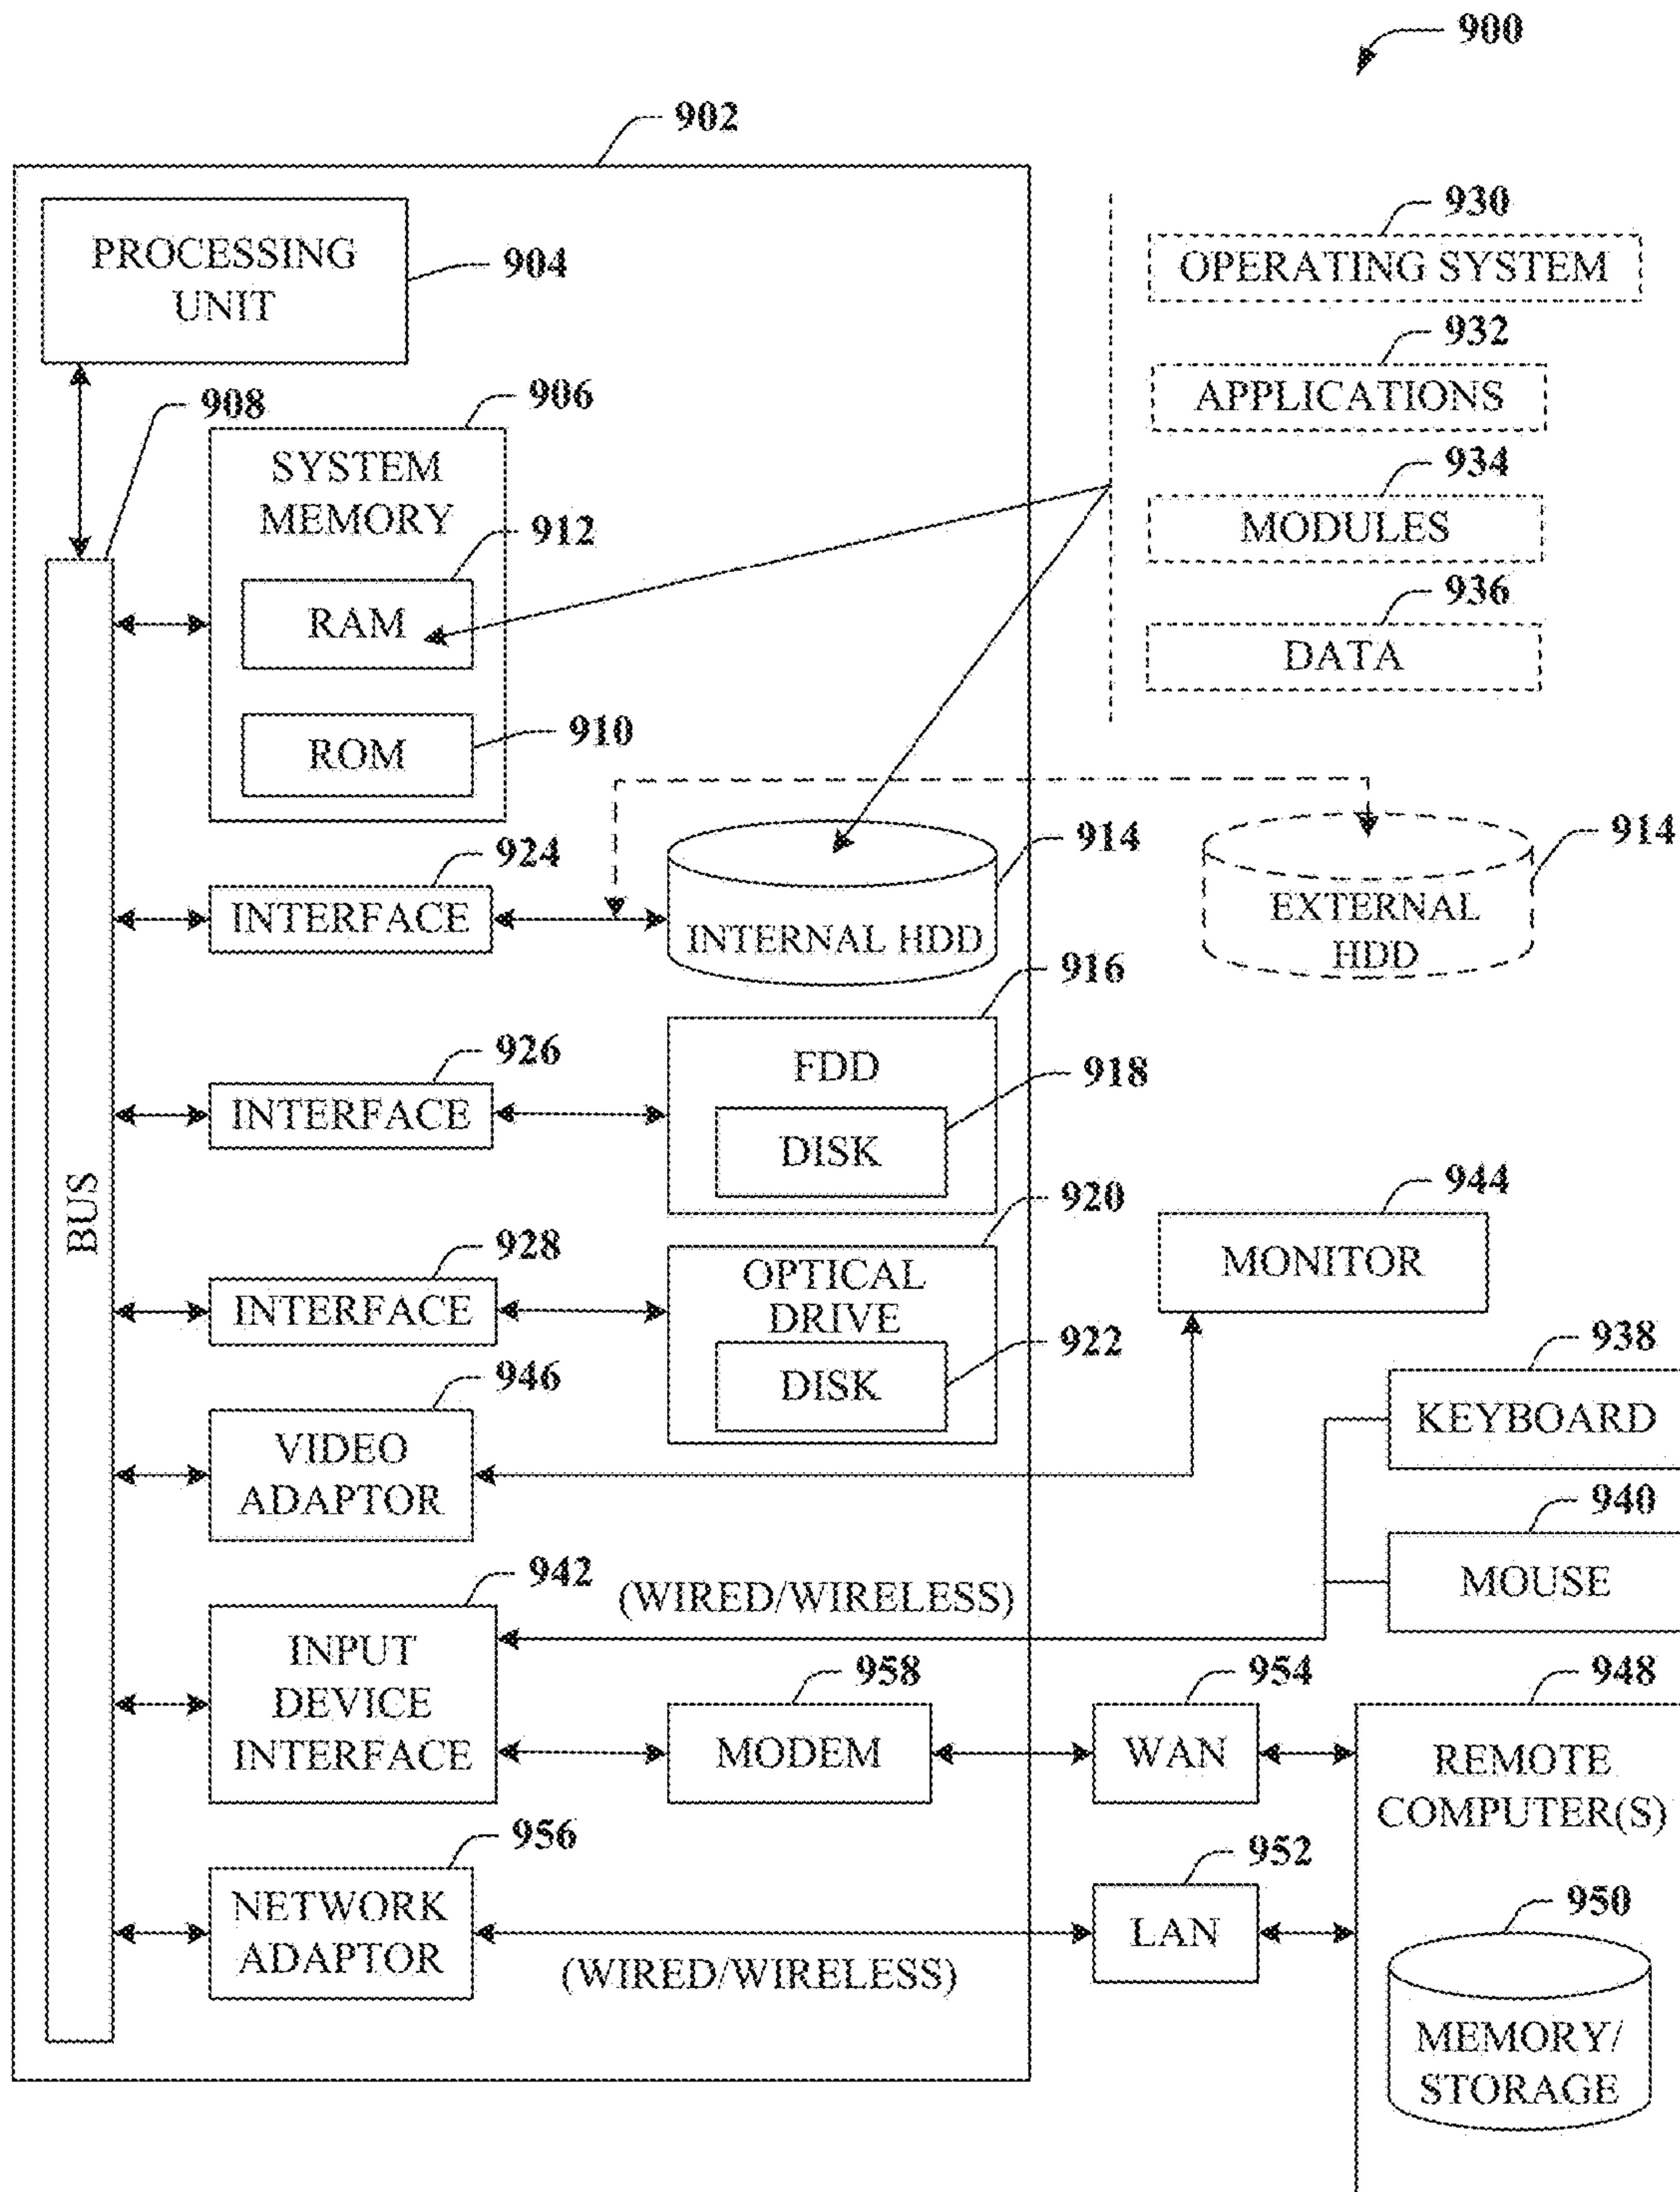 900
902
PROCESSING
UNIT
904
930
OPERATING SYSTEM
932
APPLICATIONS
934
MODULES
936
DATA
908
906
SYSTEM
MEMORY
912
RAM
910
ROM
BUS
924
INTERFACE
914
INTERNAL HDD
914
EXTERNAL
HDD
926
INTERFACE
916
FDD
918
DISK
928
INTERFACE
920
OPTICAL
DRIVE
922
DISK
944
MONITOR
946
VIDEO
ADAPTOR
938
KEYBOARD
940
MOUSE
942
INPUT
DEVICE
INTERFACE
(WIRED/WIRELESS)
958
MODEM
954
WAN
948
REMOTE
COMPUTER(S)
956
NETWORK
ADAPTOR
(WIRED/WIRELESS)
952
LAN
950
MEMORY/
STORAGE